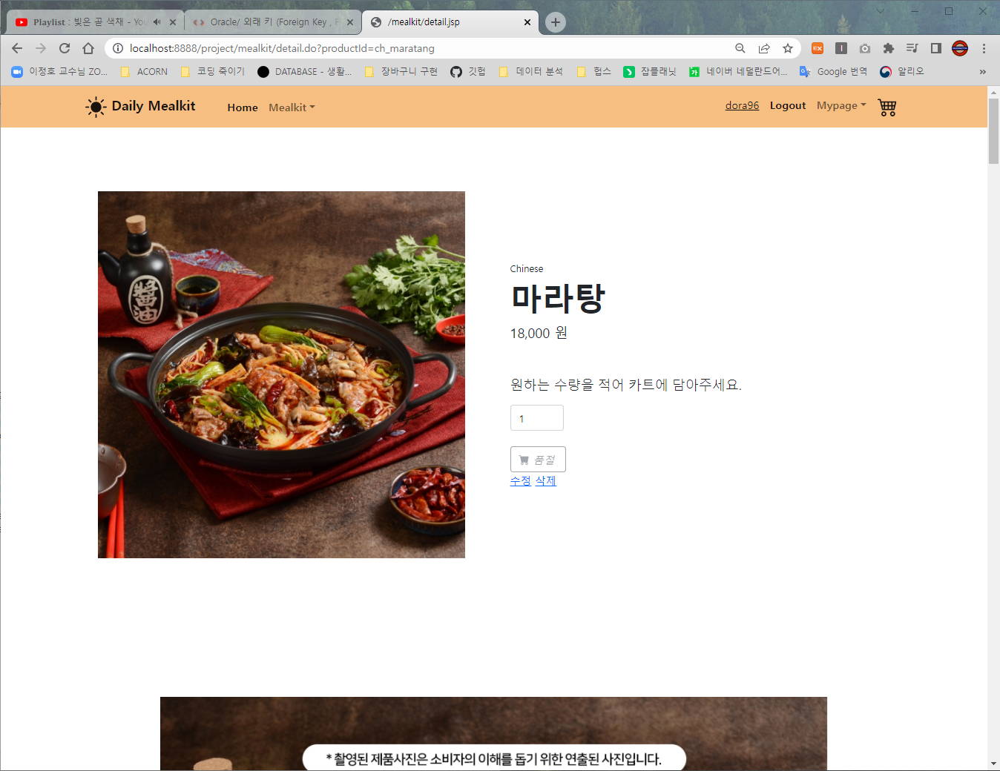 Playlist : 빛은 곧 색채 - You
Oracle/ 외래 키 (Foreign Key , F
/mealkit/detail.jsp
localhost:8888/project/mealkit/detail.do?productId=ch_maratang
이정호 교수님 ZO...
ACORN
코딩 죽이기
DATABASE - 생활...
장바구니 구현
깃헙
데이터 분석
헙스
잡플래닛
네이버 네덜란드어...
Google 번역
알리오
»
Daily Mealkit
Home
Mealkit
dora96
Logout
Mypage
Chinese
마라탕
18,000 원
원하는 수량을 적어 카트에 담아주세요.
1
품절
수정 삭제
醬油
* 촬영된 제품사진은 소비자의 이해를 돕기 위한 연출된 사진입니다.